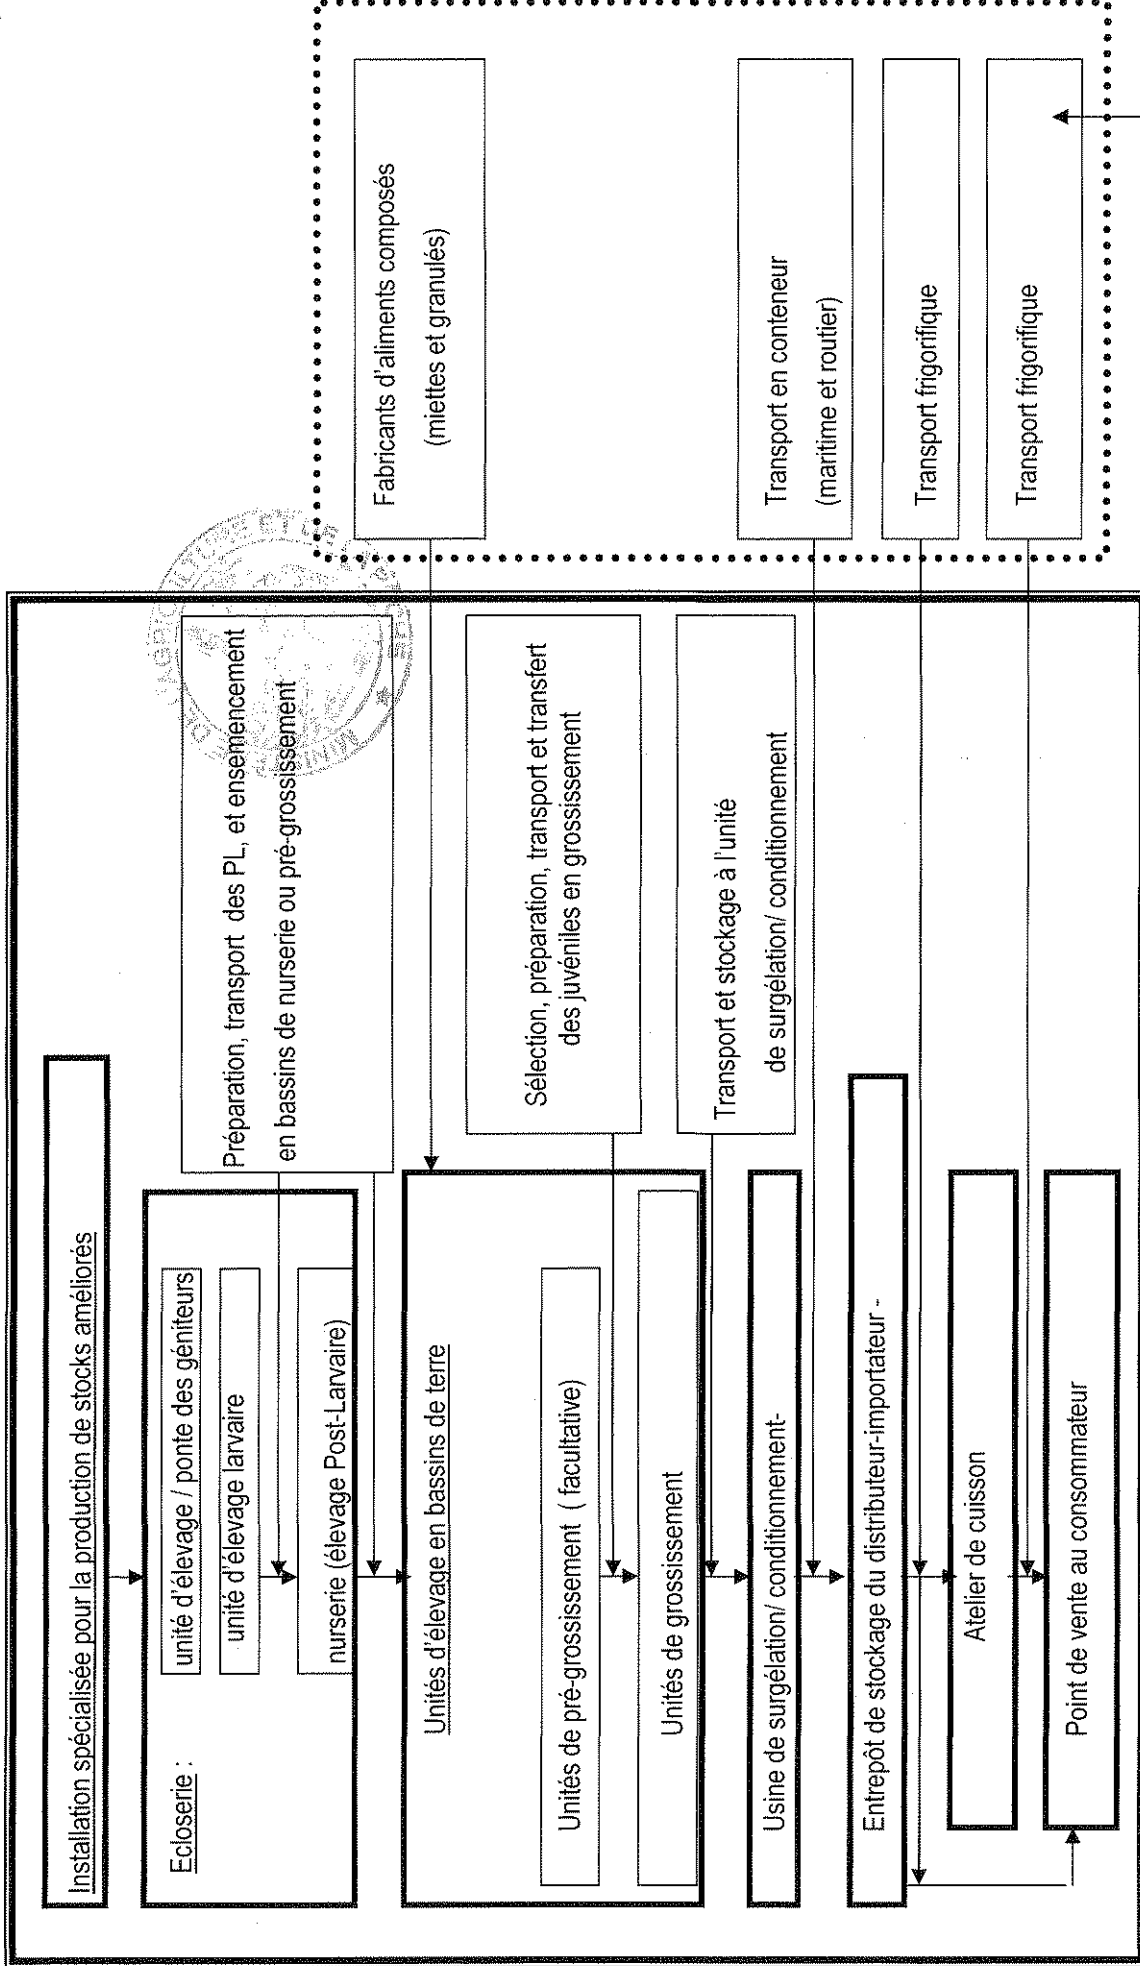 Installation spécialisée pour la production de stocks améliorés
Ecloserie :
unité d'élevage / ponte des géniteurs
unité d'élevage larvaire
nurserie (élevage Post-Larvaire)
Préparation, transport des PL, et ensemencement
en bassins de nurserie ou pré-grossissement
Fabricants d'aliments composés
(miettes et granulés)
Unités d'élevage en bassins de terre
Unités de pré-grossissement ( facultative)
Unités de grossissement
Sélection, préparation, transport et transfert
des juvéniles en grossissement
Transport et stockage à l'unité
de surgélation/ conditionnement
Usine de surgélation/ conditionnement-
Transport en conteneur
(maritime et routier)
Entrepôt de stockage du distributeur-importateur -
Transport frigorifique
Atelier de cuisson
Transport frigorifique
Point de vente au consommateur